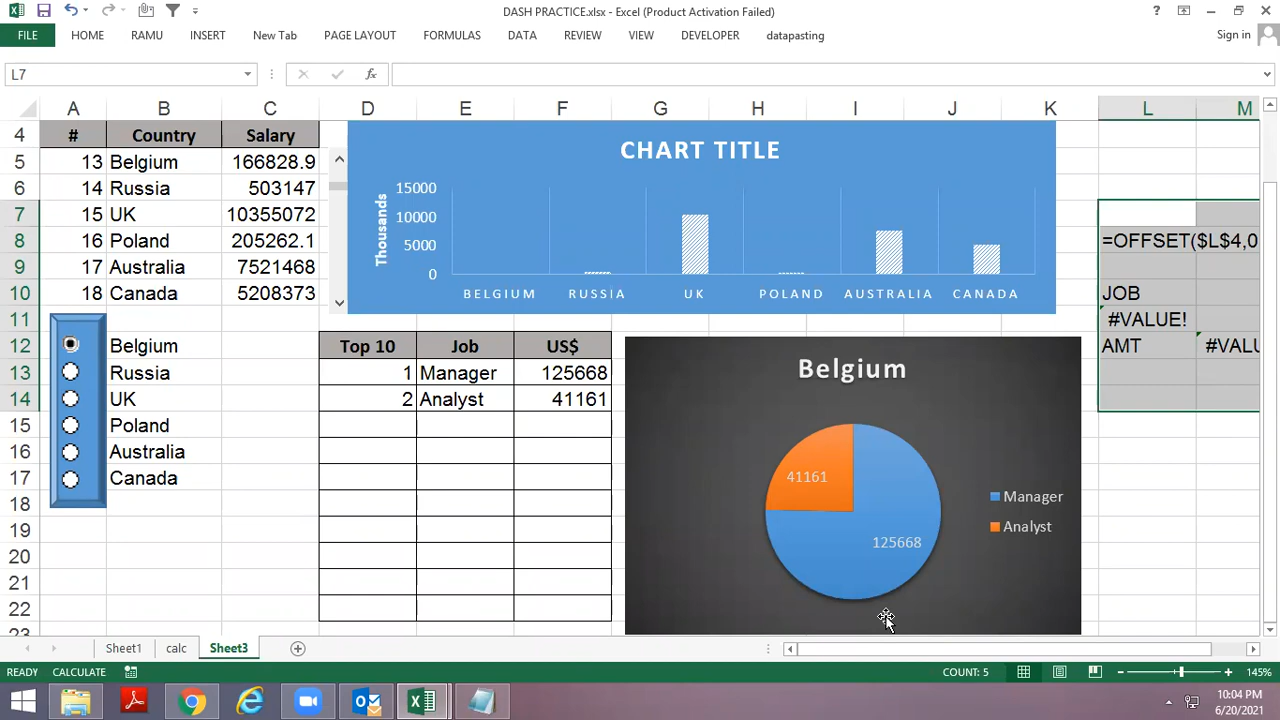 DASH PRACTICE.xlsx - Excel (Product Activation Failed)
FILE HOME RAMU INSERT New Tab PAGE LAYOUT FORMULAS DATA REVIEW VIEW DEVELOPER datapasting Sign in
L7
A B C D E F G H I J K L M
4 # Country Salary
5 13 Belgium 166828.9
6 14 Russia 503147
7 15 UK 10355072
8 16 Poland 205262.1 =OFFSET($L$4,0
9 17 Australia 7521468
10 18 Canada 5208373 JOB
11 #VALUE!
12 Belgium Top 10 Job US$ AMT #VALU
13 Russia 1 Manager 125668
14 UK 2 Analyst 41161
15 Poland
16 Australia
17 Canada
18
19
20
21
22
23
CHART TITLE
Thousands
15000
10000
5000
0
BELGIUM RUSSIA UK POLAND AUSTRALIA CANADA
Belgium
41161
125668
Manager
Analyst
Sheet1 calc Sheet3
READY CALCULATE COUNT: 5 145%
10:04 PM
6/20/2021